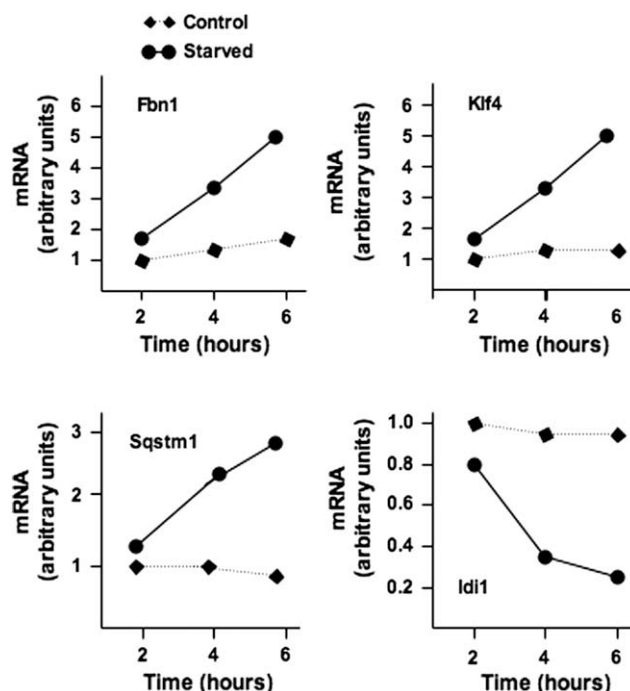 Control
Starved
Fbn1
mRNA
(arbitrary units)
6
5
4
3
2
1
2 4 6
Time (hours)
Klf4
mRNA
(arbitrary units)
6
5
4
3
2
1
2 4 6
Time (hours)
Sqstm1
mRNA
(arbitrary units)
3
2
1
2 4 6
Time (hours)
Idi1
mRNA
(arbitrary units)
1.0
0.8
0.6
0.4
0.2
2 4 6
Time (hours)